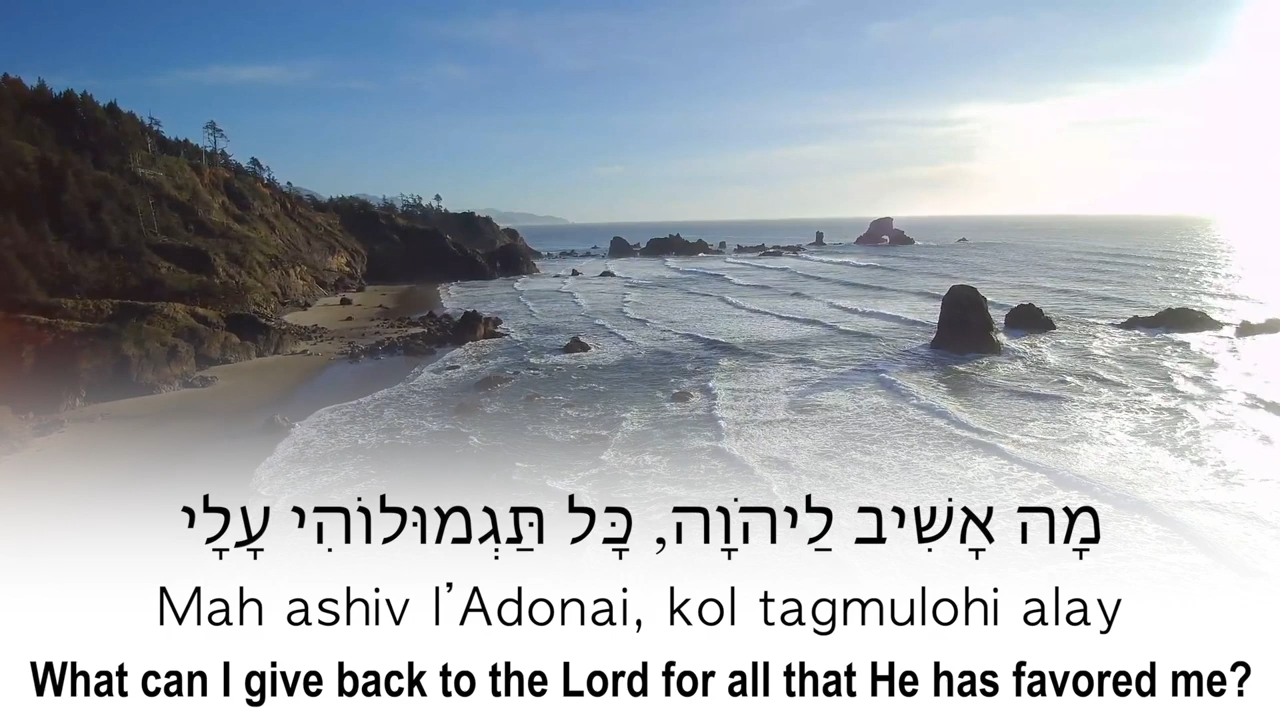 מָה אָשִׁיב לַיהֹוָה, כָּל תַּגְמוּלוֹהִי עָלָי
Mah ashiv l’Adonai, kol tagmulohi alay
What can I give back to the Lord for all that He has favored me?